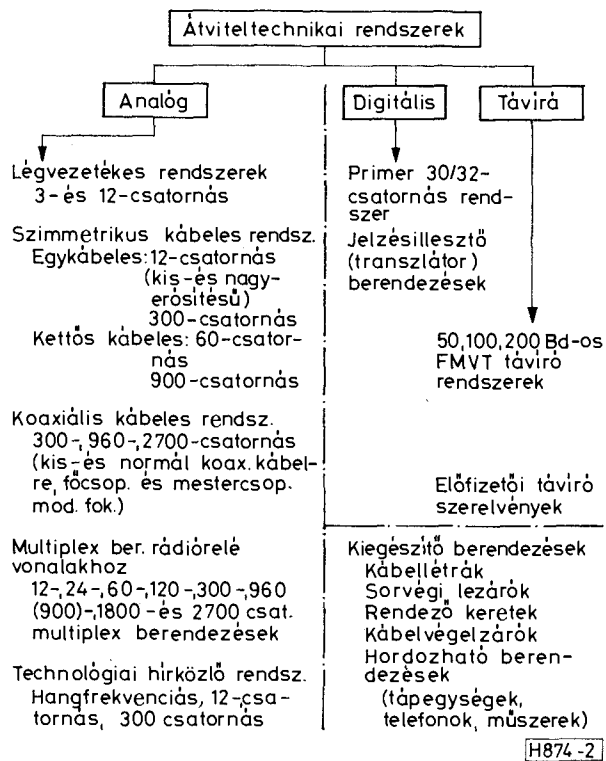 Átviteltechnikai rendszerek
Analóg
Digitális
Távíró
Légvezetékes rendszerek
3-és 12-csatornás
Szimmetrikus kábeles rendsz.
Egykábeles: 12-csatornás
(kis-és nagy-
erösitésű)
300-csatornás
Kettős kábeles: 60-csator-
nás
900-csatornás
Koaxiális kábeles rendsz.
300-, 960-, 2700-csatornás
(kis-és normál koax. kábel-
re, főcsop. és mestercsop.
mod. fok.)
Multiplex ber. rádiórelé
vonalakhoz
12-, 24-, 60-, 120-, 300-, 960
(900)-, 1800-és 2700 csat.
multiplex berendezések
Technológiai hírközlő rendsz.
Hangfrekvenciás, 12-csa-
tornás, 300 csatornás
Primer 30/32-
csatornás rend-
szer
Jelzésillesztő
(transzlátor)
berendezések
50,100,200 Bd-os
FMVT távíró
rendszerek
Előfizetői távíró
szerelvények
Kiegészítő berendezések
Kábellétrák
Sorvégi lezárók
Rendező keretek
Kábelvégelzárók
Hordozható beren-
dezések
(tápegységek,
telefonok, műszerek)
H874-2